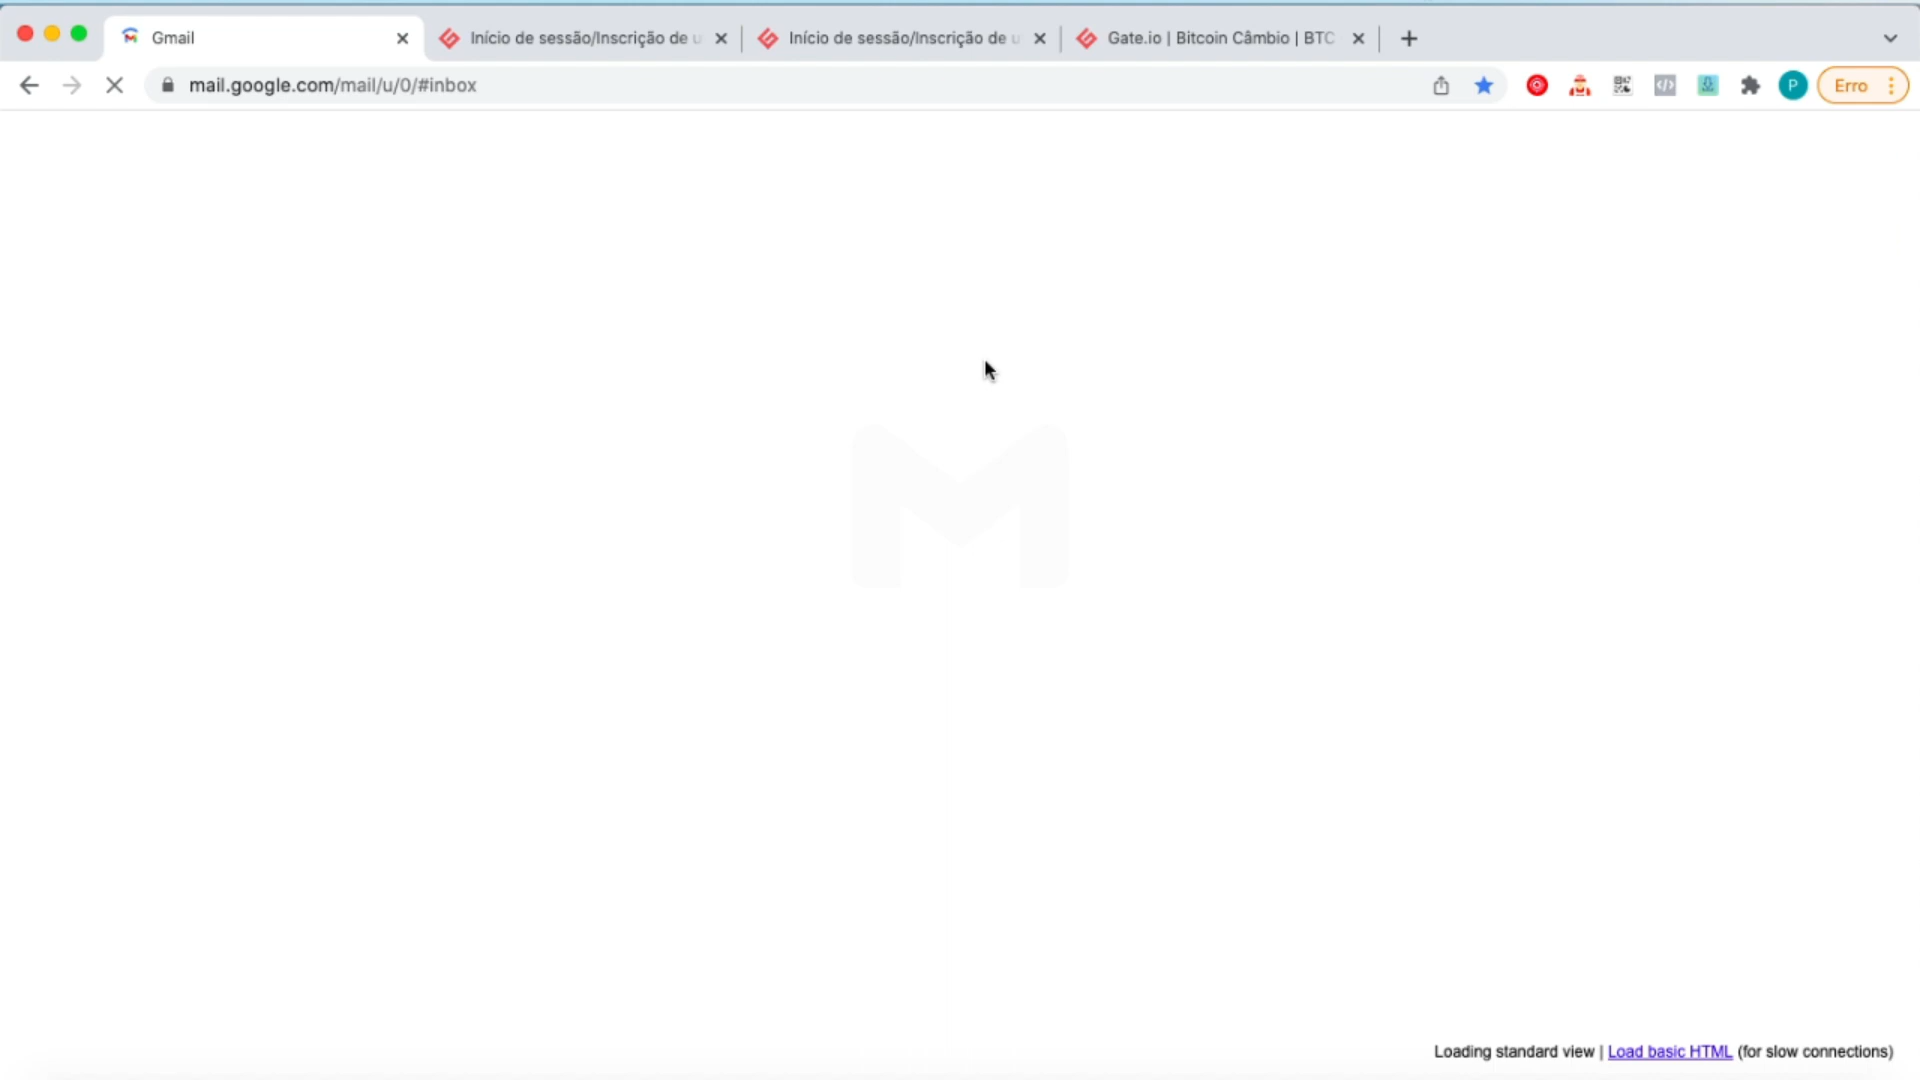 Gmail
Início de sessão/Inscrição de u
Início de sessão/Inscrição de u
Gate.io | Bitcoin Câmbio | BTC
mail.google.com/mail/u/0/#inbox
P
Erro
Loading standard view | Load basic HTML (for slow connections)